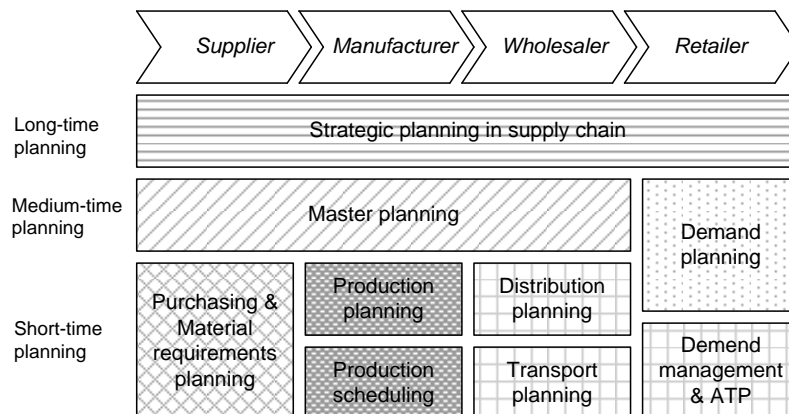 Supplier
Manufacturer
Wholesaler
Retailer
Long-time
planning
Strategic planning in supply chain
Medium-time
planning
Master planning
Demand
planning
Short-time
planning
Purchasing &
Material
requirements
planning
Production
planning
Distribution
planning
Production
scheduling
Transport
planning
Demend
management
& ATP